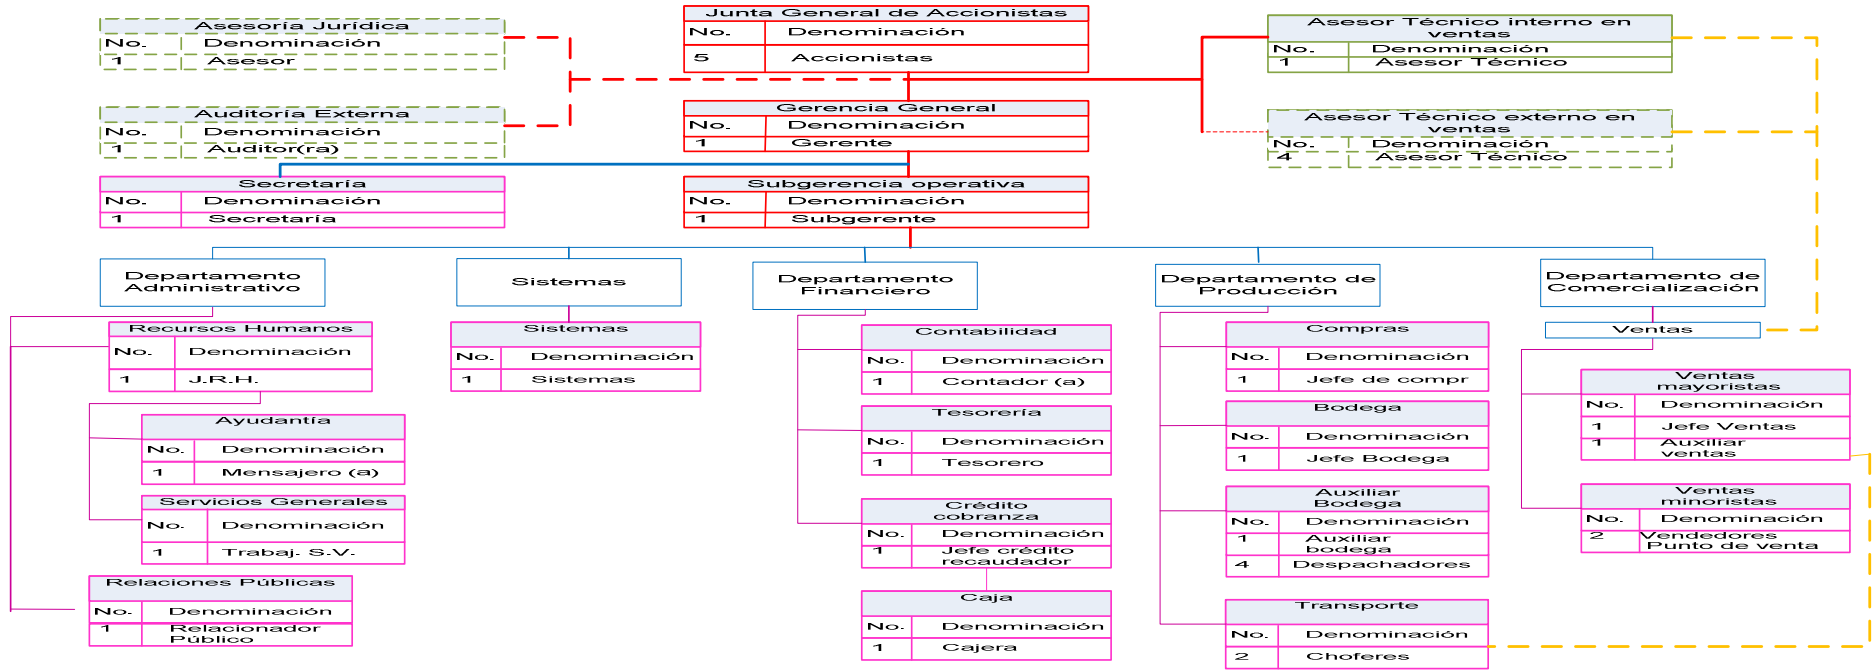 Asesoría Jurídica
No. Denominación
1 Asesor
Junta General de Accionistas
No. Denominación
5 Accionistas
Asesor Técnico interno en
ventas
No. Denominación
1 Asesor Técnico
Auditoría Externa
No. Denominación
1 Auditor(ra)
Gerencia General
No. Denominación
1 Gerente
Asesor Técnico externo en
ventas
No. Denominación
4 Asesor Técnico
Secretaría
No. Denominación
1 Secretaría
Subgerencia operativa
No. Denominación
1 Subgerente
Departamento
Administrativo
Sistemas
Departamento
Financiero
Departamento de
Producción
Departamento de
Comercialización
Recursos Humanos
No. Denominación
1 J.R.H.
Ayudantía
No. Denominación
1 Mensajero (a)
Servicios Generales
No. Denominación
1 Trabaj. S.V.
Relaciones Públicas
No. Denominación
1 Relacionador
Público
Sistemas
No. Denominación
1 Sistemas
Contabilidad
No. Denominación
1 Contador (a)
Tesorería
No. Denominación
1 Tesorero
Crédito
cobranza
No. Denominación
1 Jefe crédito
recaudador
Caja
No. Denominación
1 Cajera
Compras
No. Denominación
1 Jefe de compr
Bodega
No. Denominación
1 Jefe Bodega
Auxiliar
Bodega
No. Denominación
1 Auxiliar
bodega
4 Despachadores
Transporte
No. Denominación
2 Choferes
Ventas
Ventas
mayoristas
No. Denominación
1 Jefe Ventas
1 Auxiliar
ventas
Ventas
minoristas
No. Denominación
2 Vendedores
Punto de venta